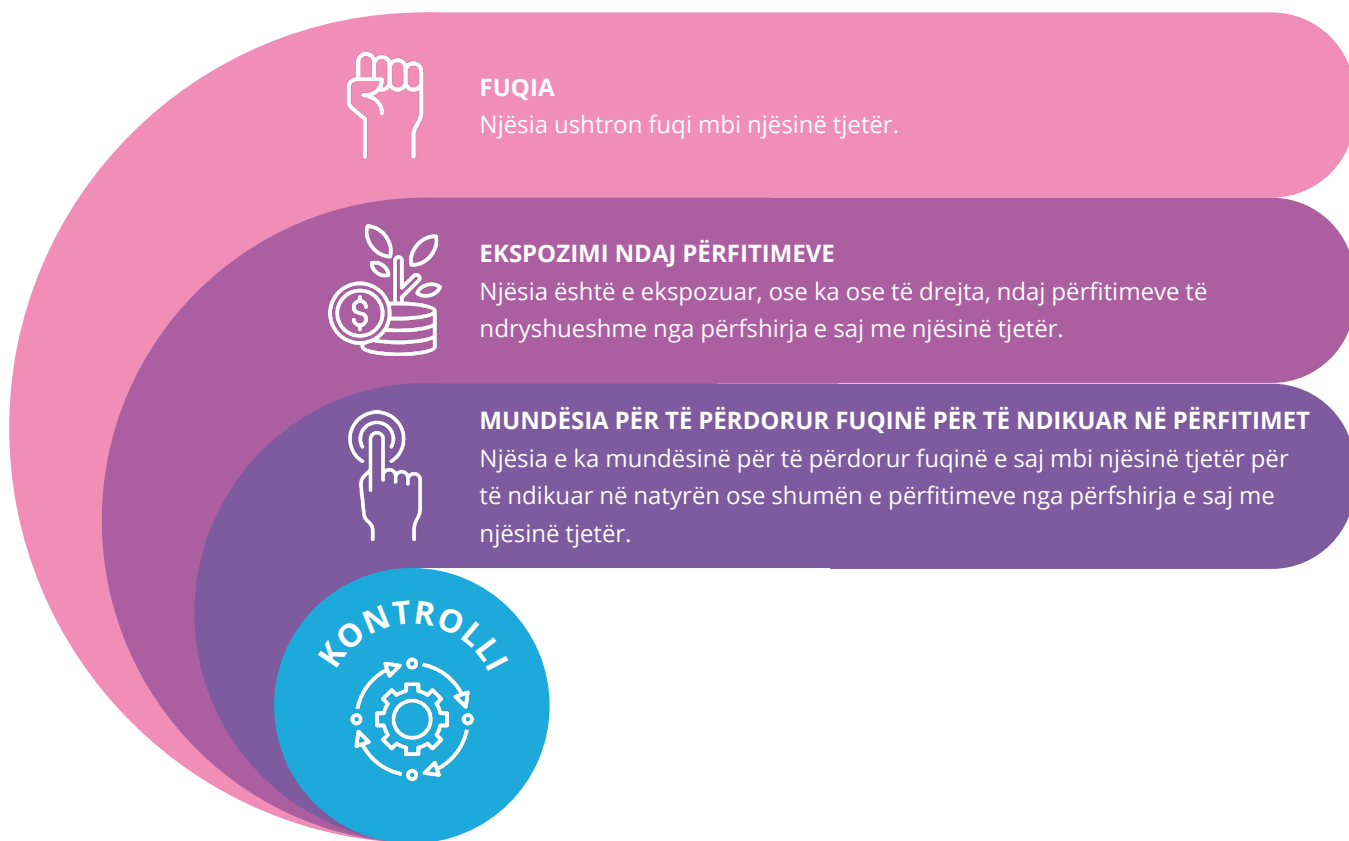 FUQIA
Njësia ushtron fuqi mbi njësinë tjetër.
EKSPOZIMI NDAJ PËRFITIMEVE
Njësia është e ekspozuar, ose ka ose të drejta, ndaj përfitimeve të
ndryshueshme nga përfshirja e saj me njësinë tjetër.
MUNDËSIA PËR TË PËRDORUR FUQINË PËR TË NDIKUAR NË PËRFITIMET
Njësia e ka mundësinë për të përdorur fuqinë e saj mbi njësinë tjetër për
të ndikuar në natyrën ose shumën e përfitimeve nga përfshirja e saj me
njësinë tjetër.
KONTROLLI
$